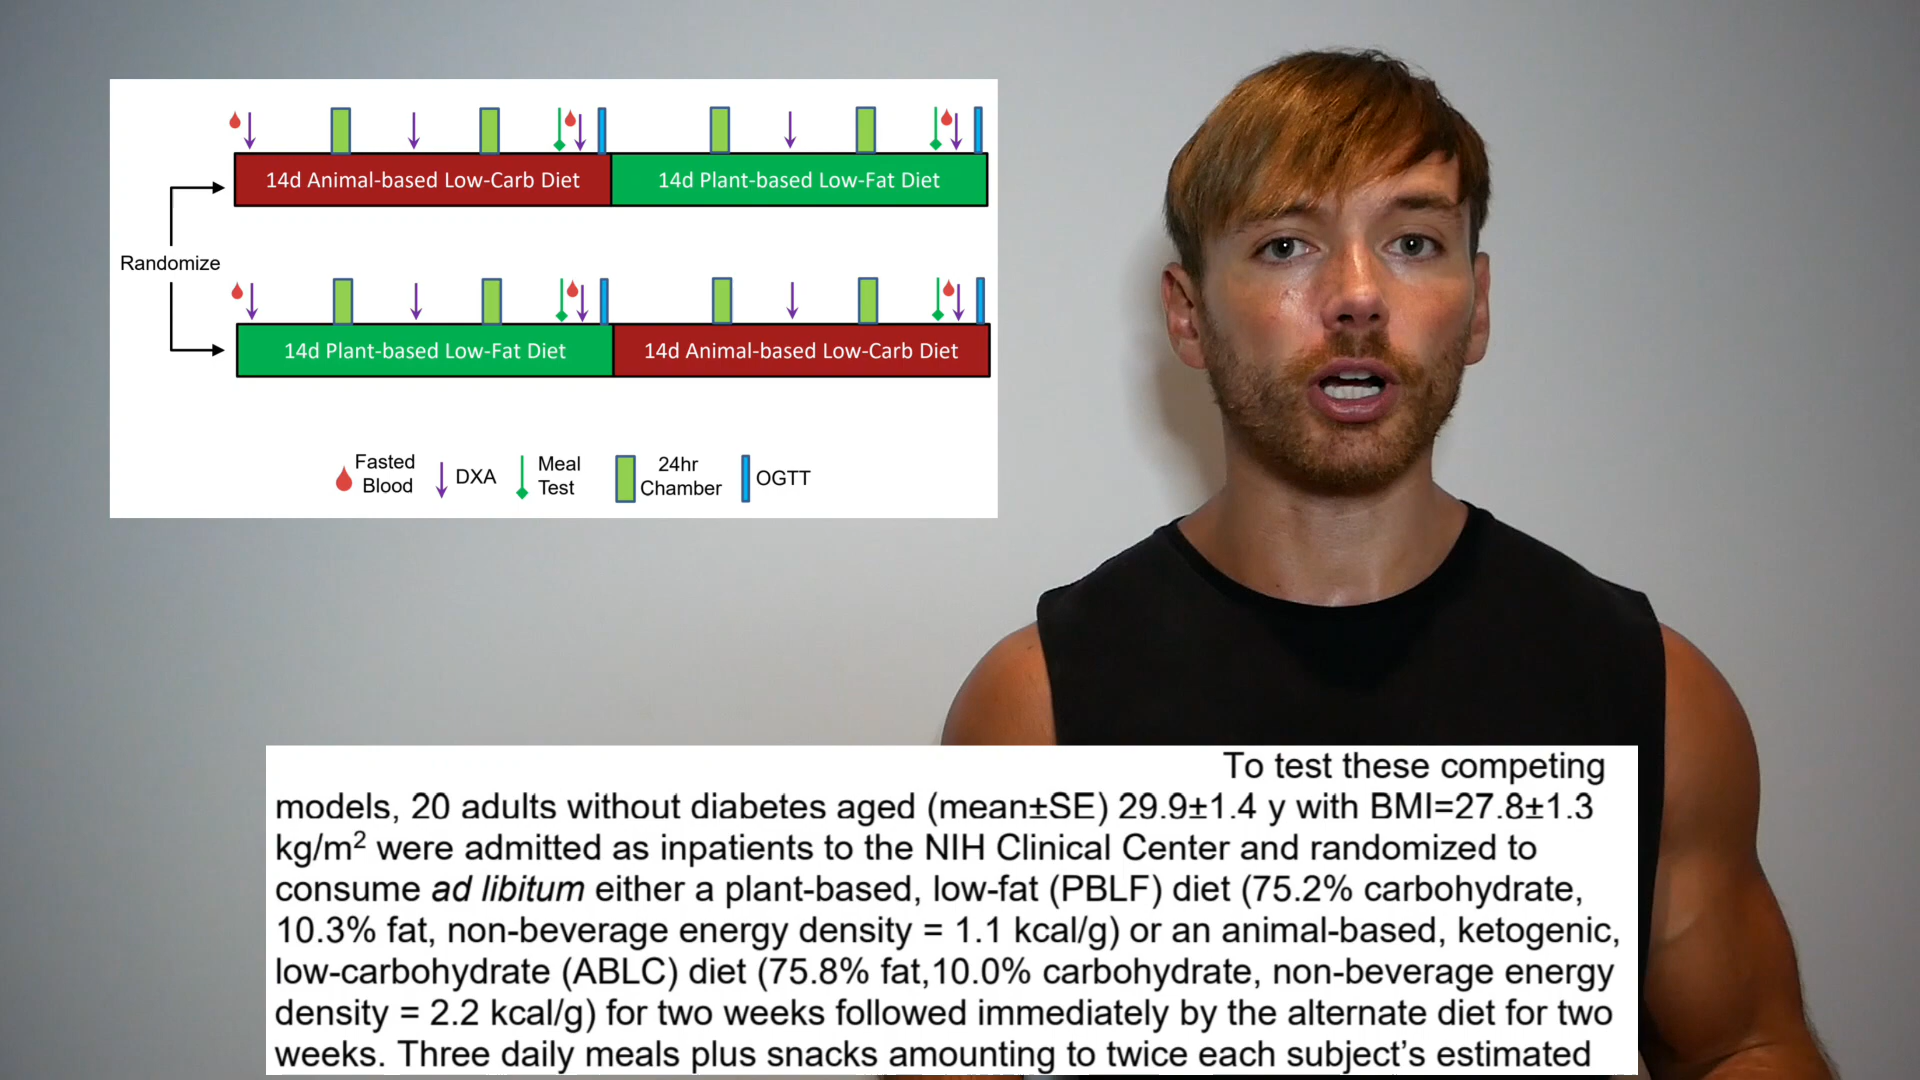 14d Animal-based Low-Carb Diet
14d Plant-based Low-Fat Diet
Randomize
14d Plant-based Low-Fat Diet
14d Animal-based Low-Carb Diet
Fasted
Blood
DXA
Meal
Test
24hr
Chamber
OGTT
To test these competing
models, 20 adults without diabetes aged (mean±SE) 29.9±1.4 y with BMI=27.8±1.3
kg/m² were admitted as inpatients to the NIH Clinical Center and randomized to
consume ad libitum either a plant-based, low-fat (PBLF) diet (75.2% carbohydrate,
10.3% fat, non-beverage energy density = 1.1 kcal/g) or an animal-based, ketogenic,
low-carbohydrate (ABLC) diet (75.8% fat,10.0% carbohydrate, non-beverage energy
density = 2.2 kcal/g) for two weeks followed immediately by the alternate diet for two
weeks. Three daily meals plus snacks amounting to twice each subject’s estimated